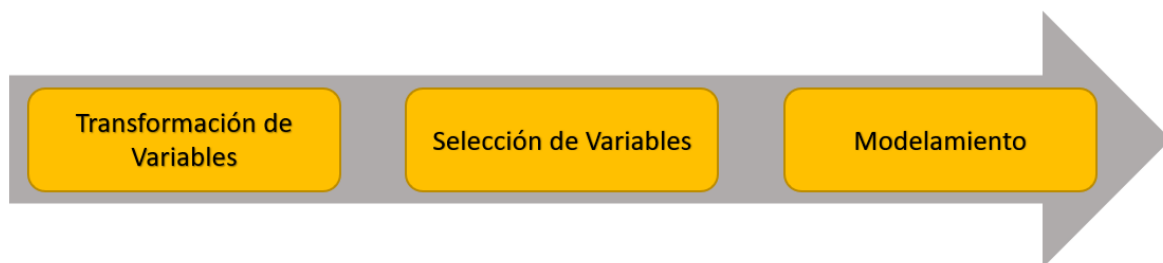 Transformación de
Variables
Selección de Variables
Modelamiento